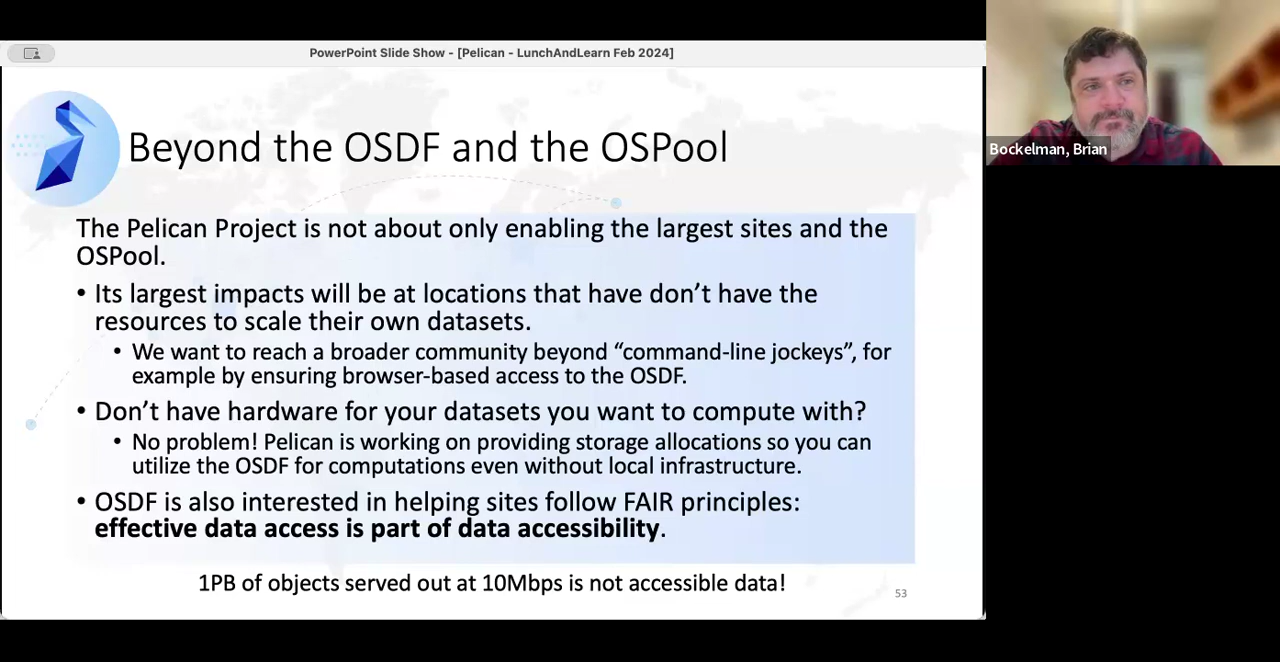 PowerPoint Slide Show - [Pelican - LunchAndLearn Feb 2024]
Beyond the OSDF and the OSPool
Bockelman, Brian
The Pelican Project is not about only enabling the largest sites and the
OSPool.
• Its largest impacts will be at locations that have don't have the
resources to scale their own datasets.
• We want to reach a broader community beyond “command-line jockeys”, for
example by ensuring browser-based access to the OSDF.
• Don't have hardware for your datasets you want to compute with?
• No problem! Pelican is working on providing storage allocations so you can
utilize the OSDF for computations even without local infrastructure.
• OSDF is also interested in helping sites follow FAIR principles:
effective data access is part of data accessibility.
1PB of objects served out at 10Mbps is not accessible data!
53